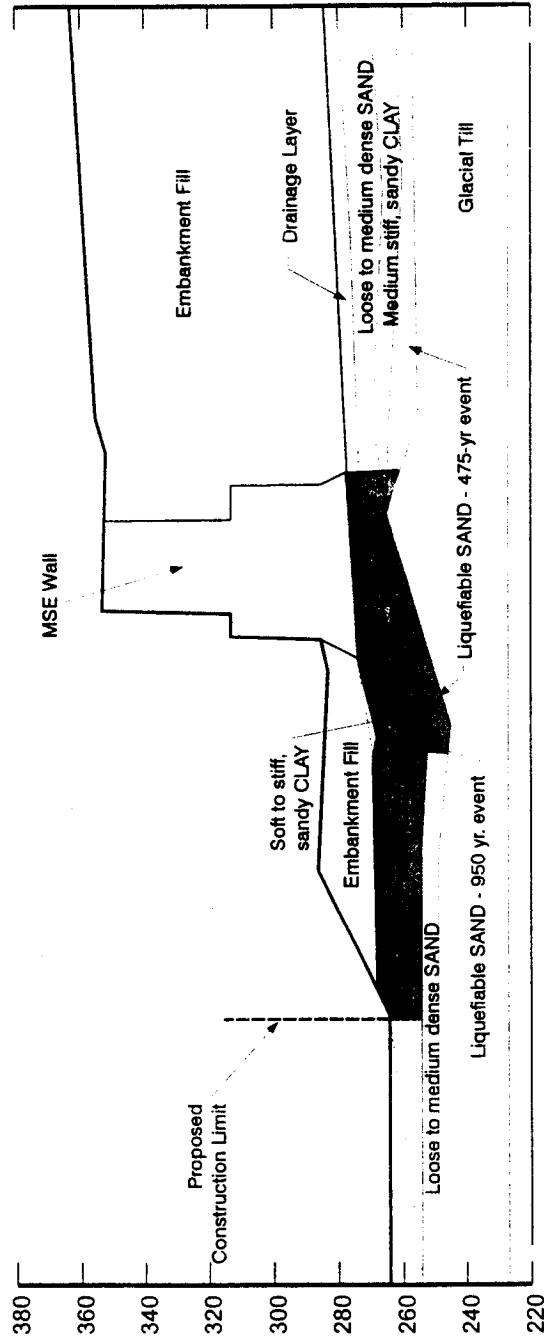 380
360
340
320
300
280
260
240
220
Proposed
Construction Limit
MSE Wall
Embankment Fill
Drainage Layer
Soft to stiff,
sandy CLAY
Embankment Fill
Loose to medium dense SAND
Medium stiff, sandy CLAY
Loose to medium dense SAND
Liquefiable SAND - 950 yr. event
Liquefiable SAND - 475-yr event
Glacial Till